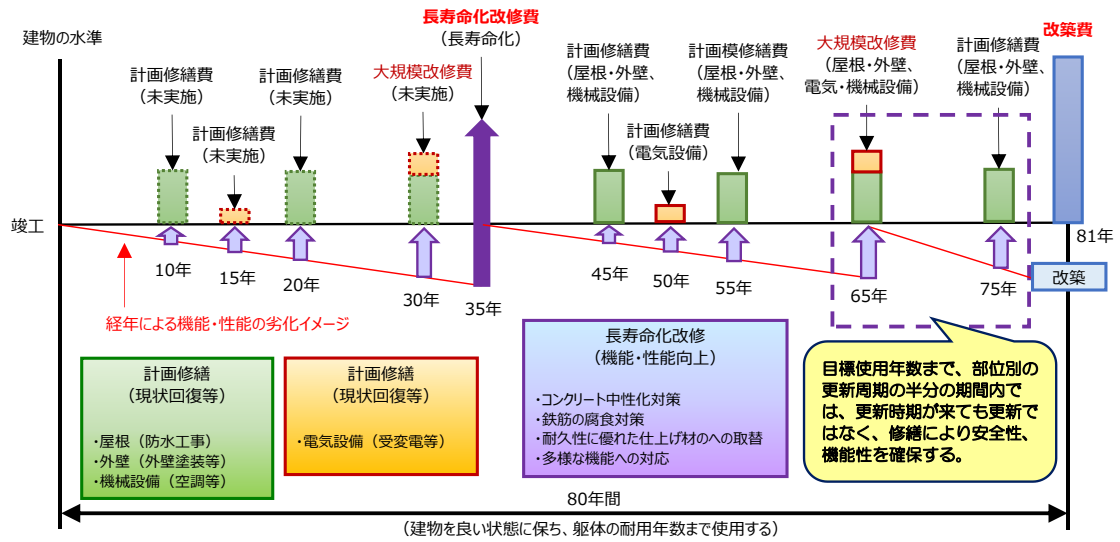 長寿命化改修費
(長寿命化)
改築費
建物の水準
計画修繕費
(未実施)
計画修繕費
(未実施)
計画修繕費
(未実施)
大規模改修費
(未実施)
計画修繕費
(屋根・外壁、
機械設備)
計画修繕費
(電気設備)
計画模修繕費
(屋根・外壁、
機械設備)
大規模改修費
(屋根・外壁、
電気・機械設備)
計画修繕費
(屋根・外壁、
機械設備)
竣工
10年
15年
20年
30年
35年
45年
50年
55年
65年
75年
81年
改築
経年による機能・性能の劣化イメージ
計画修繕
(現状回復等)
・屋根(防水工事)
・外壁(外壁塗装等)
・機械設備(空調等)
計画修繕
(現状回復等)
・電気設備(受変電等)
長寿命化改修
(機能・性能向上)
・コンクリート中性化対策
・鉄筋の腐食対策
・耐久性に優れた仕上げ材のへの取替
・多様な機能への対応
目標使用年数まで、部位別の
更新周期の半分の期間内で
は、更新時期が来ても更新で
はなく、修繕により安全性、
機能性を確保する。
80年間
(建物を良い状態に保ち、躯体の耐用年数まで使用する)